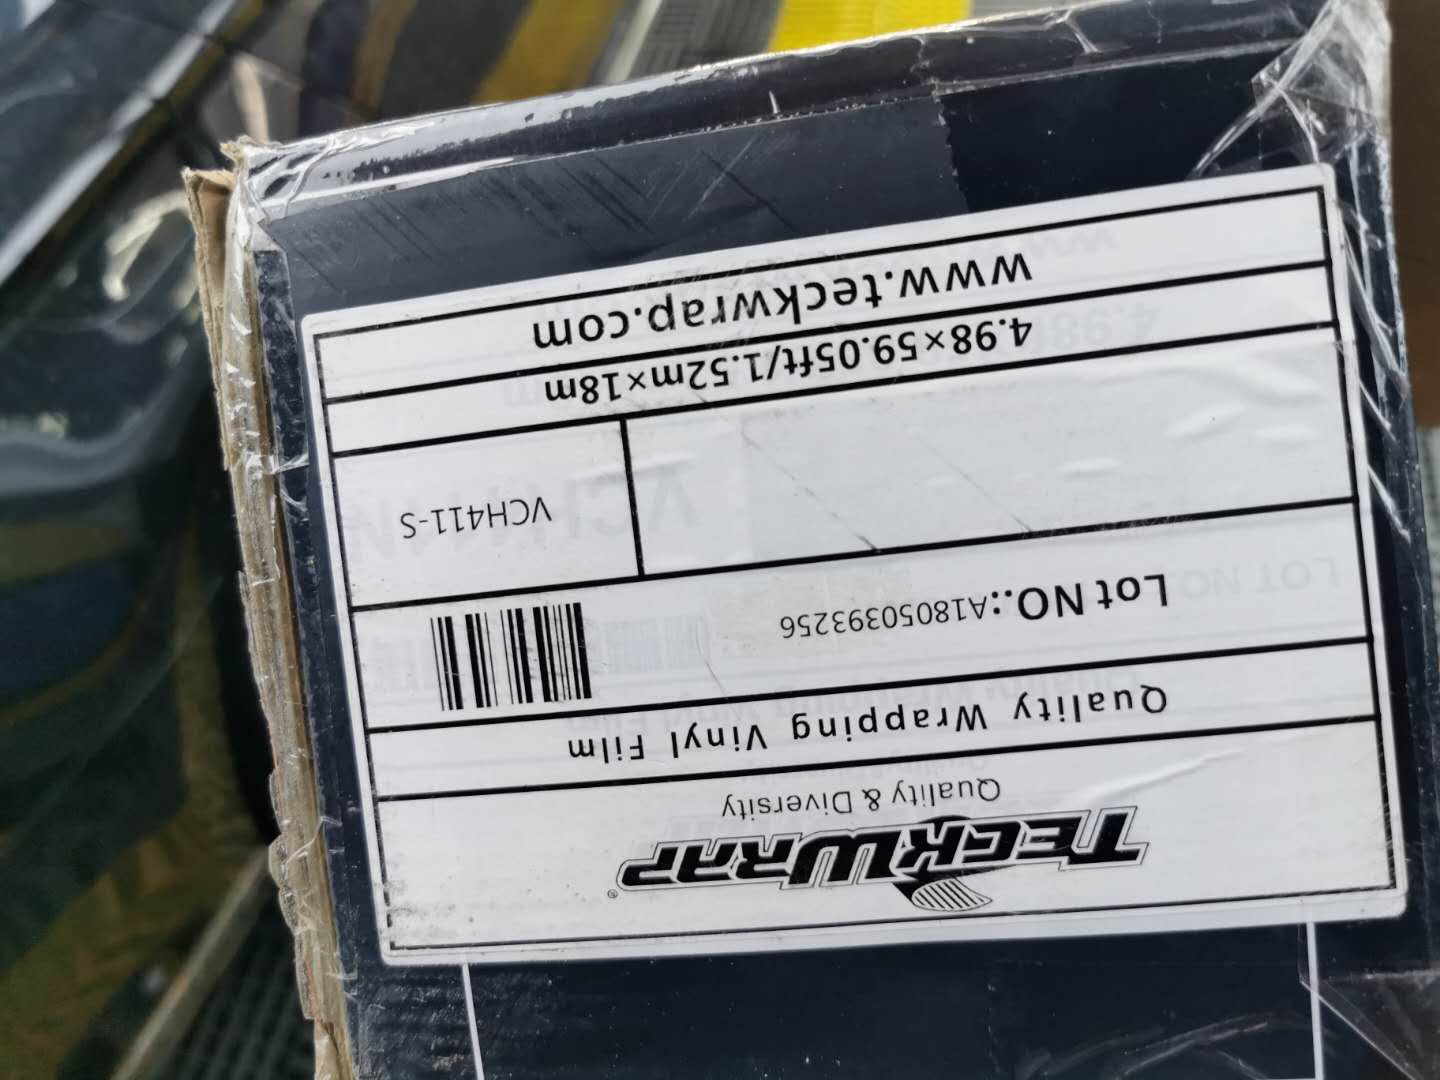 TECKWRAP®
Quality & Diversity
Quality Wrapping Vinyl Film
Lot NO.:A18050393256
VCH411-S
4.98×59.05ft/1.52m×18m
www.teckwrap.com